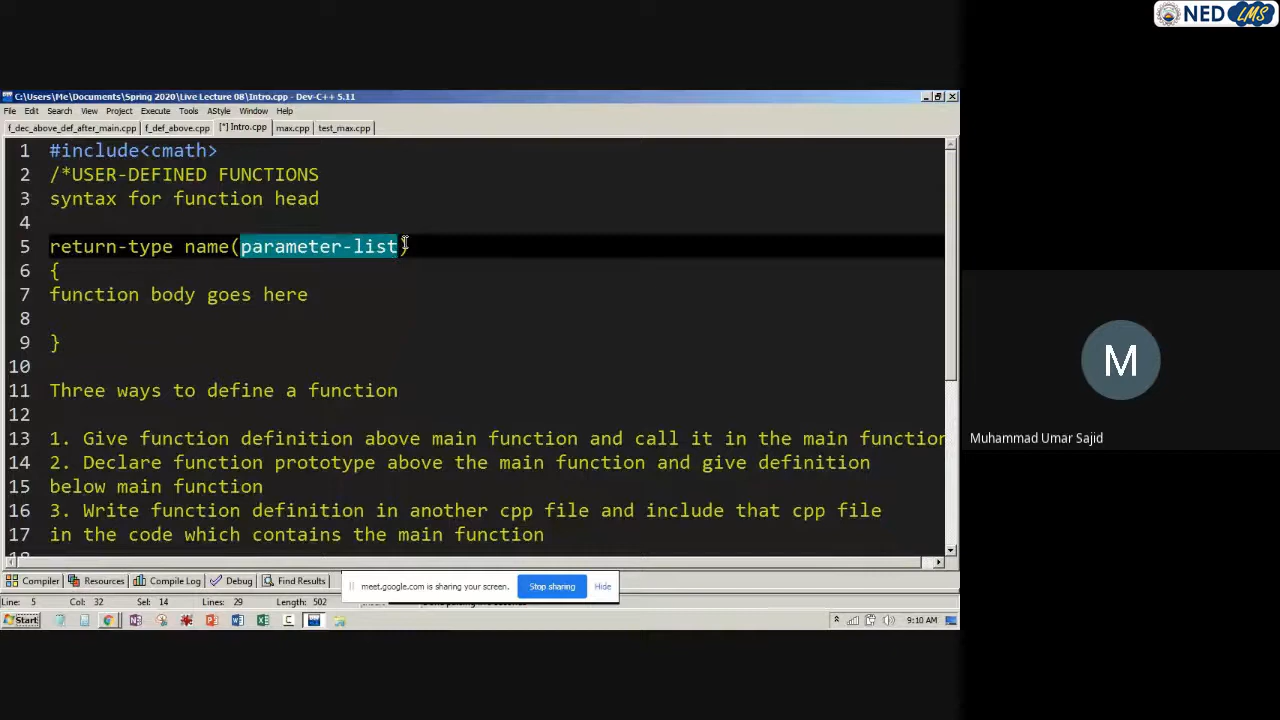 NED LMS
C:\Users\Me\Documents\Spring 2020\Live Lecture 08\Intro.cpp - Dev-C++ 5.11
File Edit Search View Project Execute Tools AStyle Window Help
f_dec_above_def_after_main.cpp f_def_above.cpp [*] Intro.cpp max.cpp test_max.cpp
1 #include<cmath>
2 /*USER-DEFINED FUNCTIONS
3 syntax for function head
4
5 return-type name(parameter-list)
6 {
7 function body goes here
8
9 }
10
11 Three ways to define a function
12
13 1. Give function definition above main function and call it in the main function
14 2. Declare function prototype above the main function and give definition
15 below main function
16 3. Write function definition in another cpp file and include that cpp file
17 in the code which contains the main function
M
Muhammad Umar Sajid
Compiler Resources Compile Log Debug Find Results
meet.google.com is sharing your screen. Stop sharing Hide
Line: 5 Col: 32 Sel: 14 Lines: 29 Length: 502
Start 9:10 AM